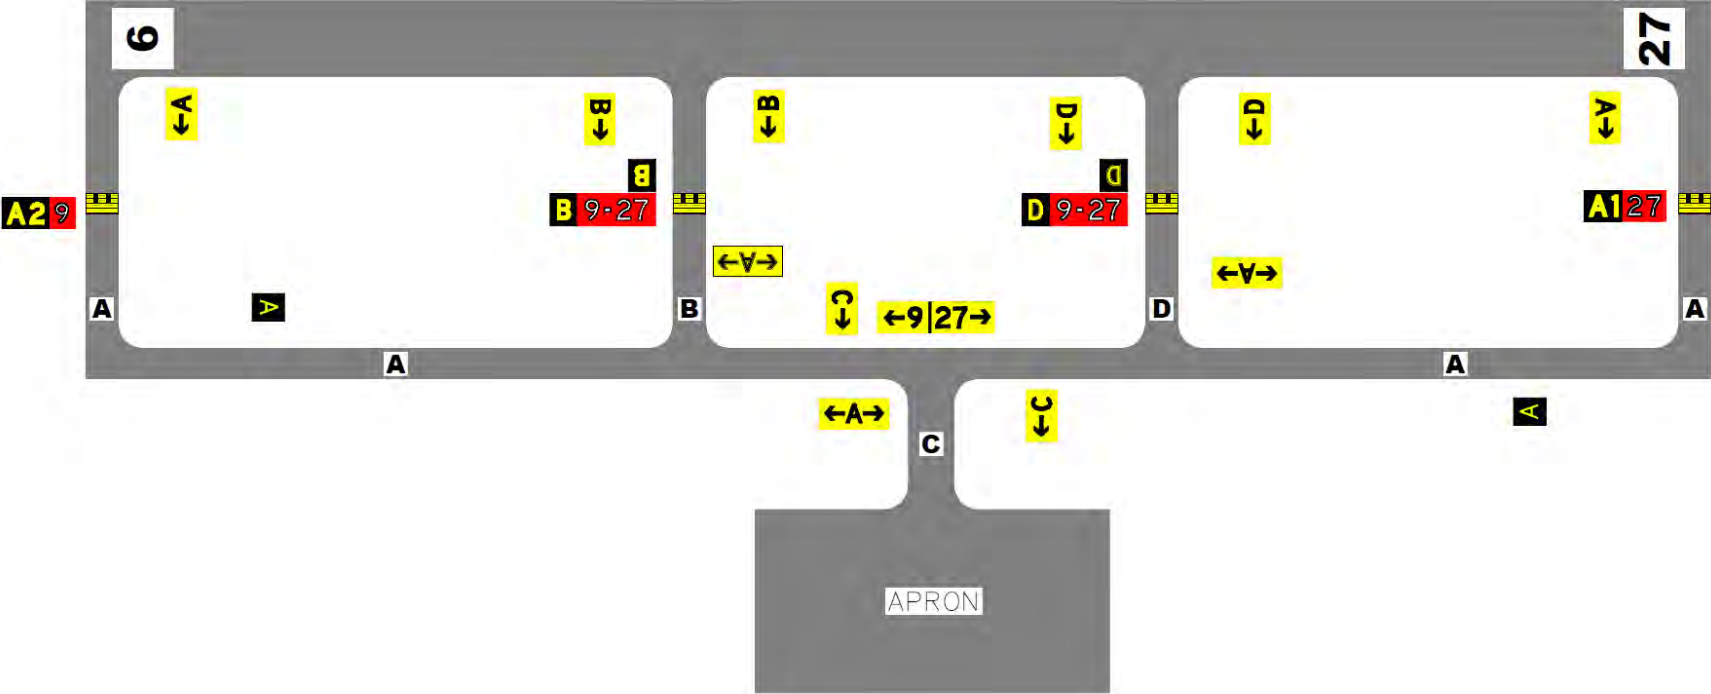 9
27
←A
B→
←B
D→
←D
A→
B
D
A2 9
B 9-27
D 9-27
A1 27
←A→
←A→
A
C→
←9|27→
A
B
D
A
A
A
←A→
←C
A
C
APRON